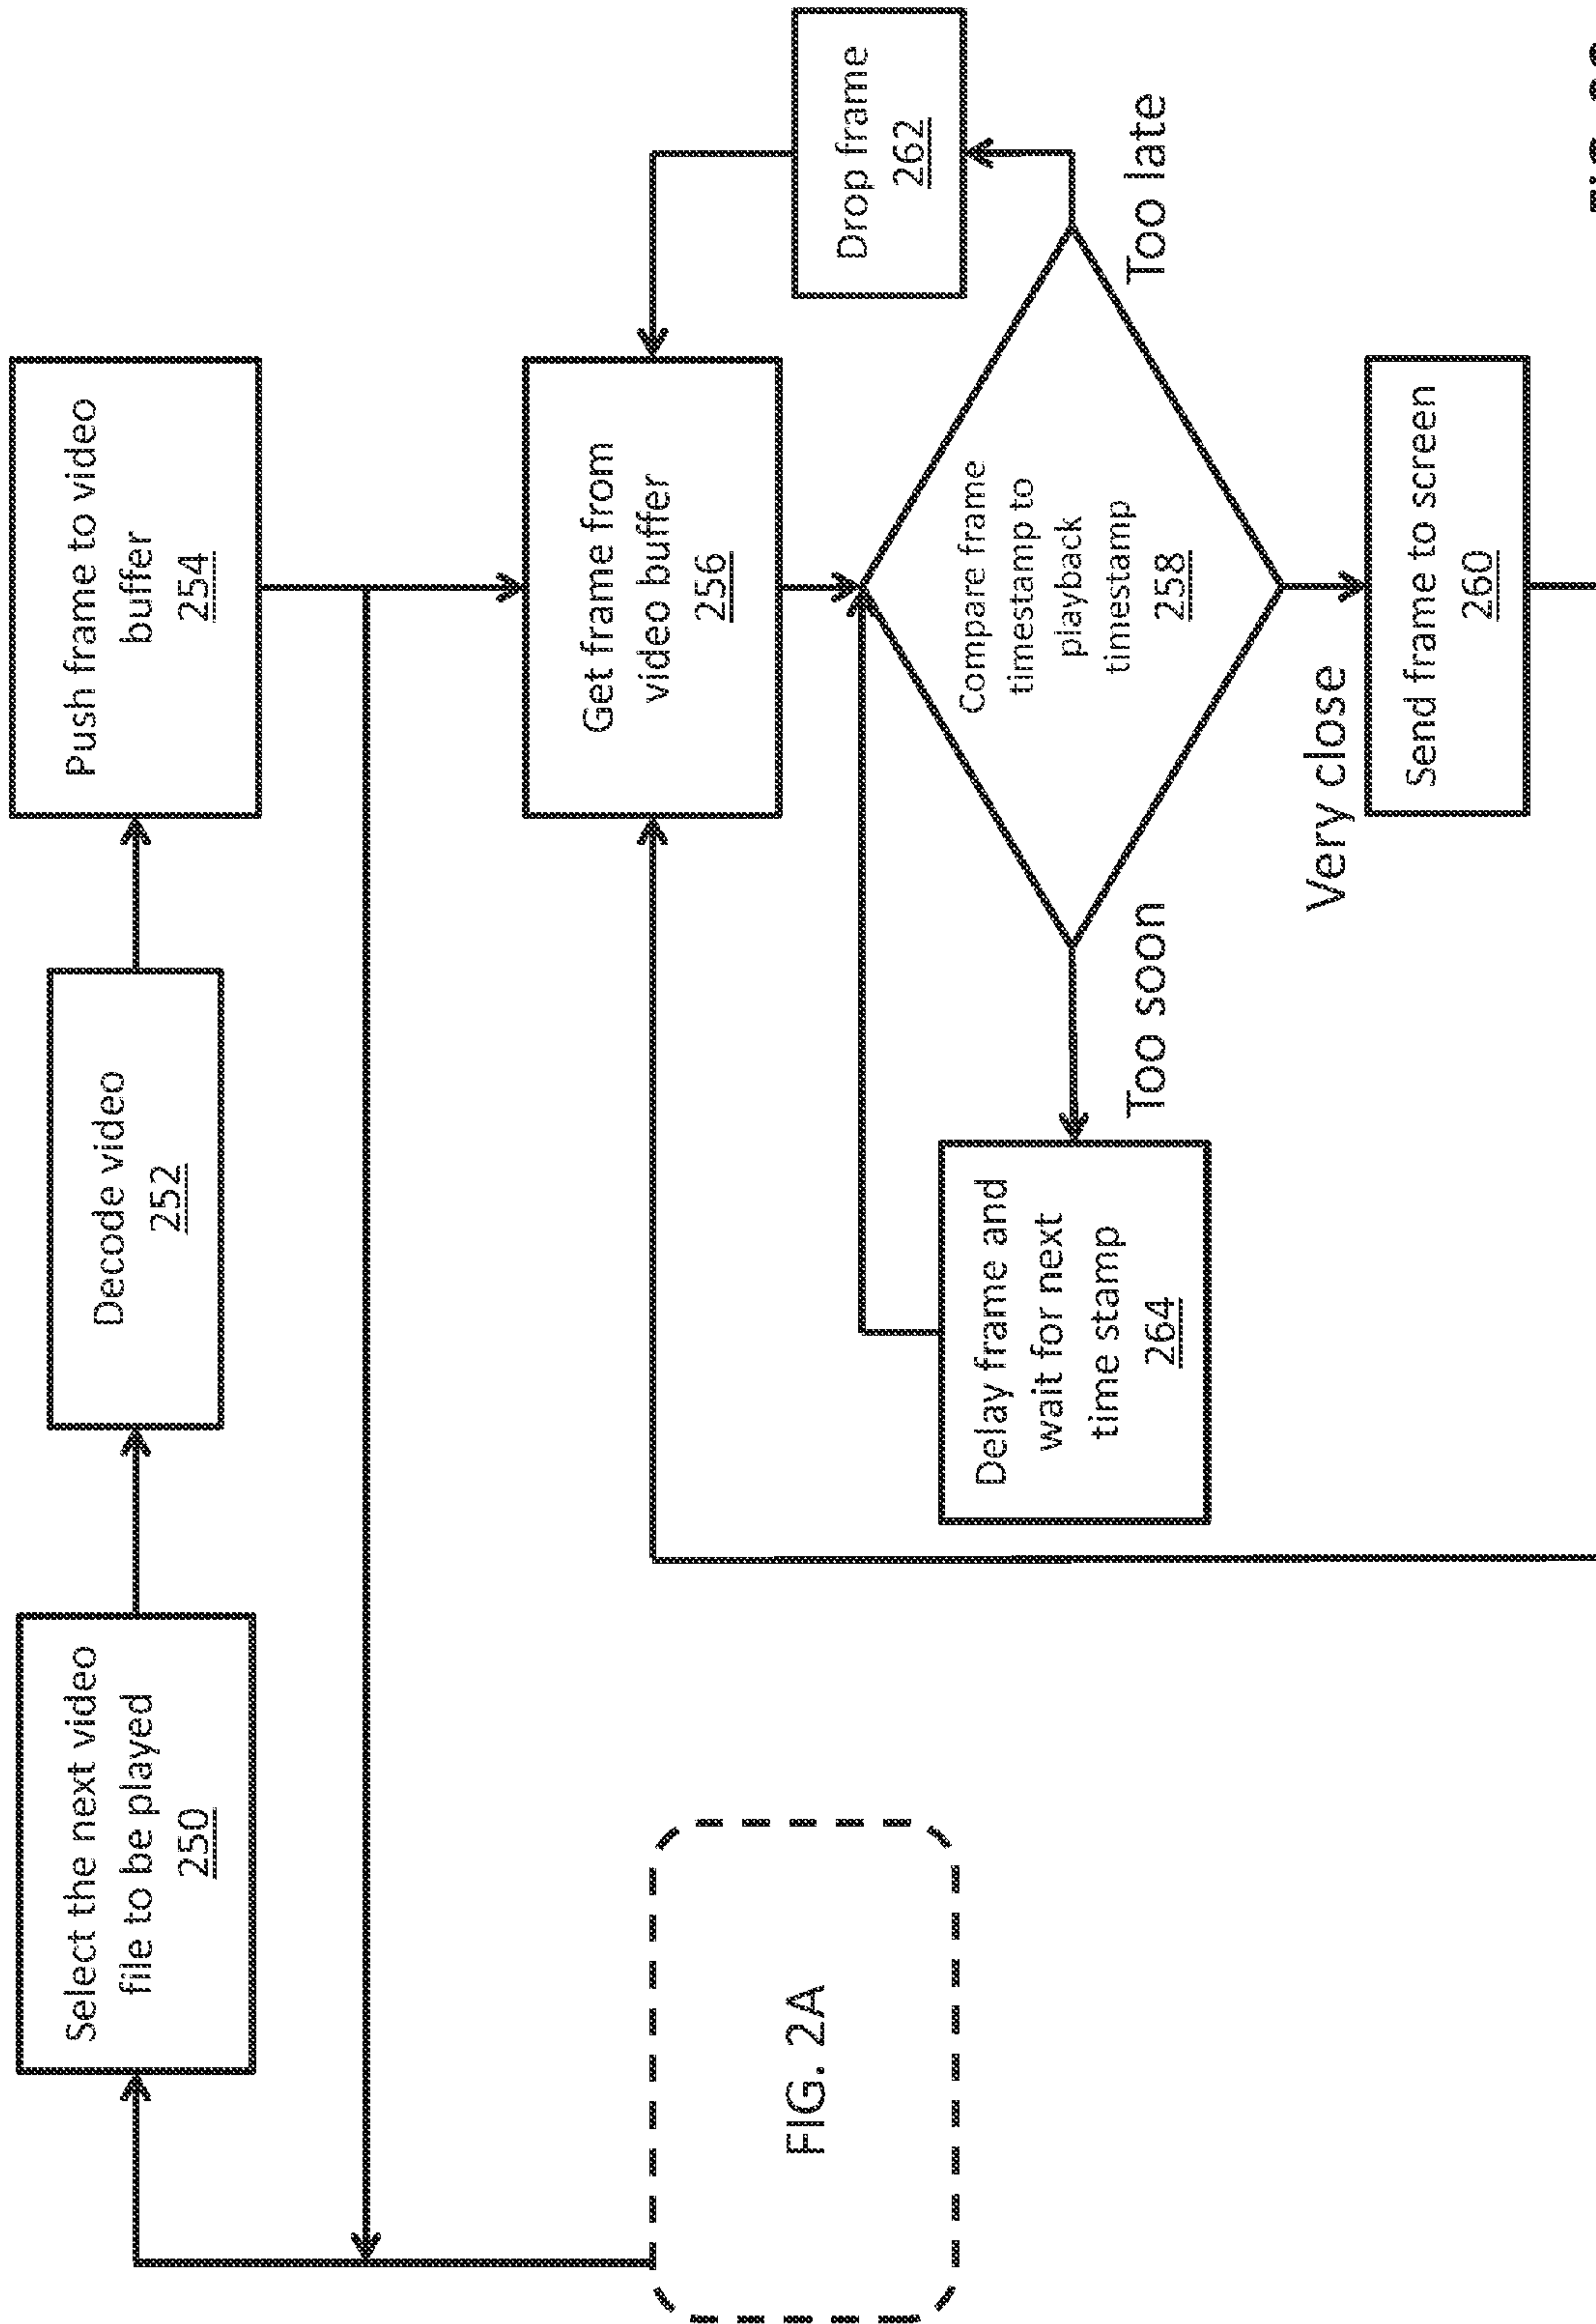 Select the next video
file to be played
250
Decode video
252
Push frame to video
buffer
254
Get frame from
video buffer
256
Drop frame
262
Compare frame
timestamp to
playback
timestamp
258
Too late
Too soon
Very close
Delay frame and
wait for next
time stamp
264
Send frame to screen
260
FIG. 2A